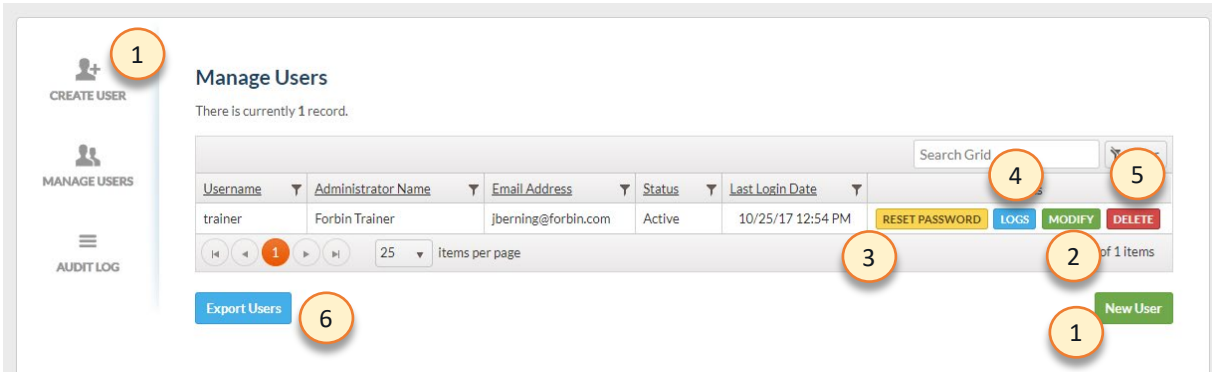 1
CREATE USER
MANAGE USERS
AUDIT LOG
Manage Users
There is currently 1 record.
Search Grid
4
5
Username Administrator Name Email Address Status Last Login Date
trainer Forbin Trainer jberning@forbin.com Active 10/25/17 12:54 PM RESET PASSWORD LOGS MODIFY DELETE
1 25 items per page of 1 items
3
2
Export Users
6
New User
1